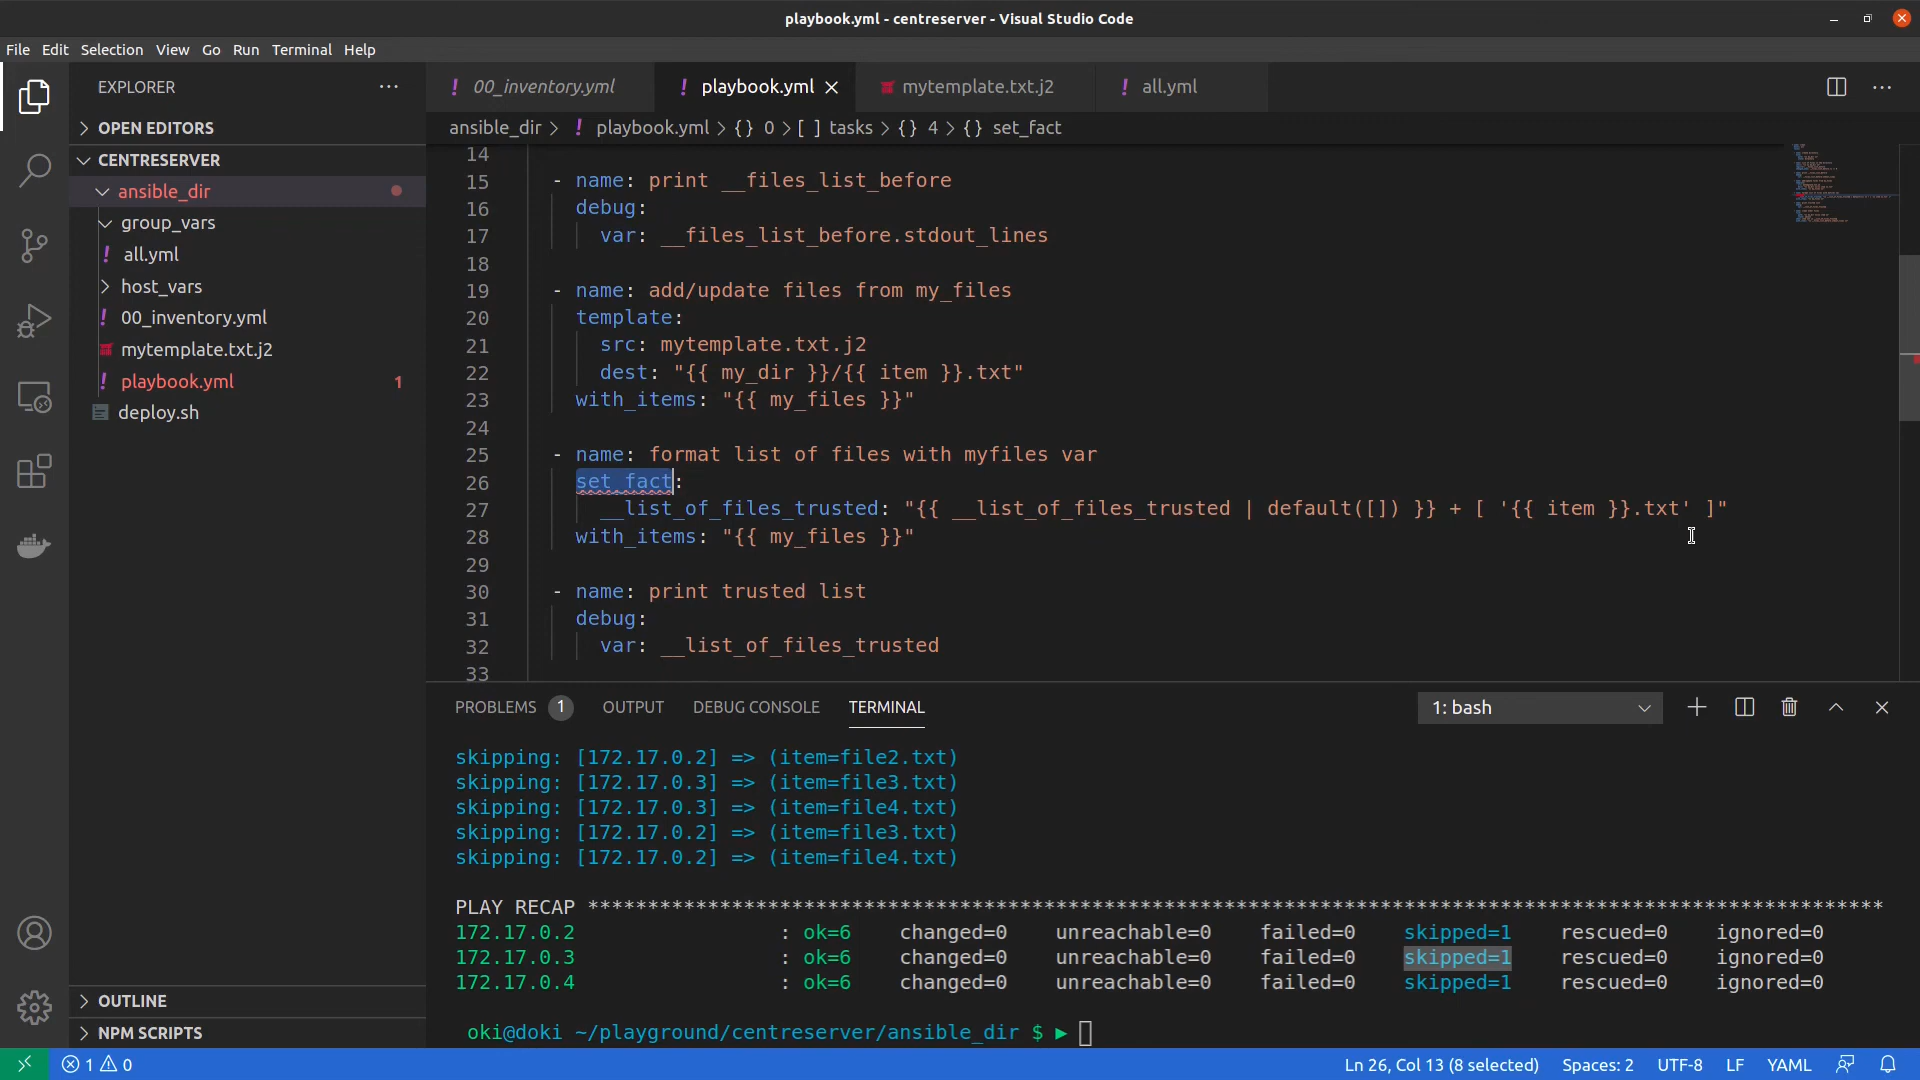 playbook.yml - centreserver - Visual Studio Code
File Edit Selection View Go Run Terminal Help
EXPLORER
OPEN EDITORS
CENTRESERVER
ansible_dir
group_vars
! all.yml
host_vars
! 00_inventory.yml
mytemplate.txt.j2
! playbook.yml 1
deploy.sh
OUTLINE
NPM SCRIPTS
! 00_inventory.yml ! playbook.yml mytemplate.txt.j2 ! all.yml
ansible_dir > ! playbook.yml > {} 0 > [ ] tasks > {} 4 > {} set_fact
14
15 - name: print __files_list_before
16 debug:
17 var: __files_list_before.stdout_lines
18
19 - name: add/update files from my_files
20 template:
21 src: mytemplate.txt.j2
22 dest: "{{ my_dir }}/{{ item }}.txt"
23 with_items: "{{ my_files }}"
24
25 - name: format list of files with myfiles var
26 set_fact:
27 __list_of_files_trusted: "{{ __list_of_files_trusted | default([]) }} + [ '{{ item }}.txt' ]"
28 with_items: "{{ my_files }}"
29
30 - name: print trusted list
31 debug:
32 var: __list_of_files_trusted
33
PROBLEMS 1 OUTPUT DEBUG CONSOLE TERMINAL 1: bash
skipping: [172.17.0.2] => (item=file2.txt)
skipping: [172.17.0.3] => (item=file3.txt)
skipping: [172.17.0.3] => (item=file4.txt)
skipping: [172.17.0.2] => (item=file3.txt)
skipping: [172.17.0.2] => (item=file4.txt)
PLAY RECAP ************************************************************************************************************
172.17.0.2 : ok=6 changed=0 unreachable=0 failed=0 skipped=1 rescued=0 ignored=0
172.17.0.3 : ok=6 changed=0 unreachable=0 failed=0 skipped=1 rescued=0 ignored=0
172.17.0.4 : ok=6 changed=0 unreachable=0 failed=0 skipped=1 rescued=0 ignored=0
oki@doki ~/playground/centreserver/ansible_dir $ ►
1 0 Ln 26, Col 13 (8 selected) Spaces: 2 UTF-8 LF YAML